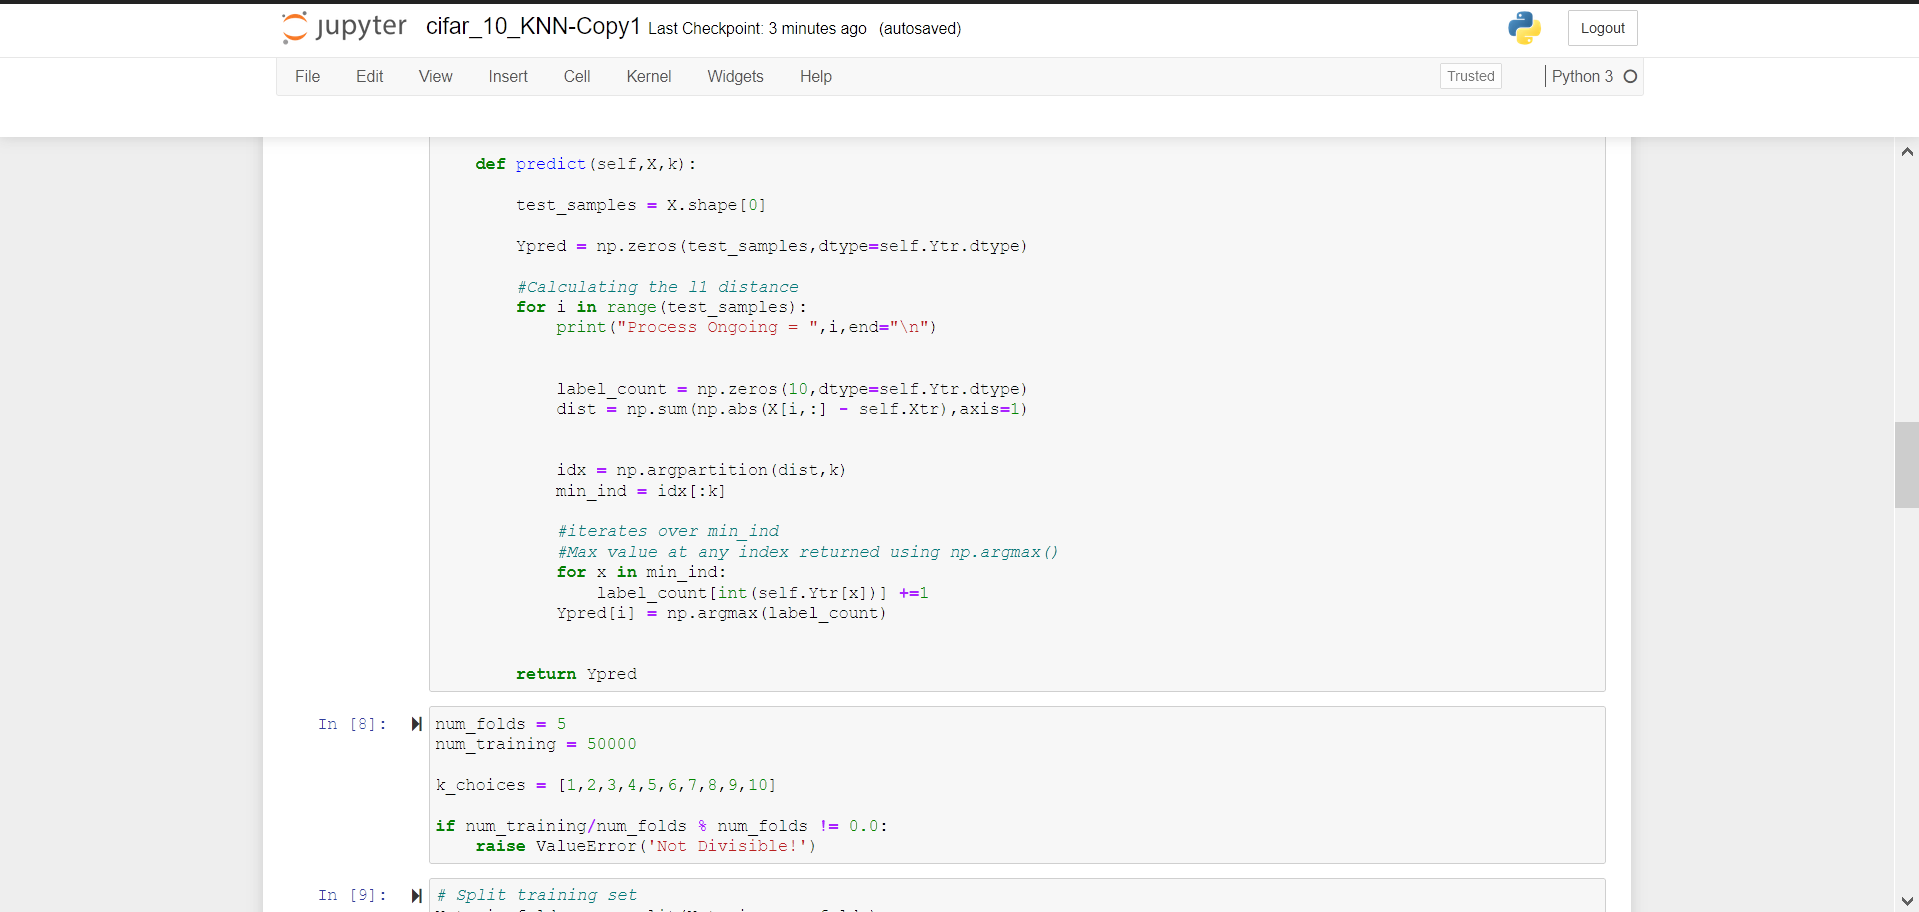 jupyter cifar_10_KNN-Copy1 Last Checkpoint: 3 minutes ago (autosaved) Logout
File Edit View Insert Cell Kernel Widgets Help Trusted Python 3
def predict(self,X,k):
test_samples = X.shape[0]
Ypred = np.zeros(test_samples,dtype=self.Ytr.dtype)
#Calculating the l1 distance
for i in range(test_samples):
print("Process Ongoing = ",i,end="\n")
label_count = np.zeros(10,dtype=self.Ytr.dtype)
dist = np.sum(np.abs(X[i,:] - self.Xtr),axis=1)
idx = np.argpartition(dist,k)
min_ind = idx[:k]
#iterates over min_ind
#Max value at any index returned using np.argmax()
for x in min_ind:
label_count[int(self.Ytr[x])] +=1
Ypred[i] = np.argmax(label_count)
return Ypred
In [8]: num_folds = 5
num_training = 50000
k_choices = [1,2,3,4,5,6,7,8,9,10]
if num_training/num_folds % num_folds != 0.0:
raise ValueError('Not Divisible!')
In [9]: # Split training set